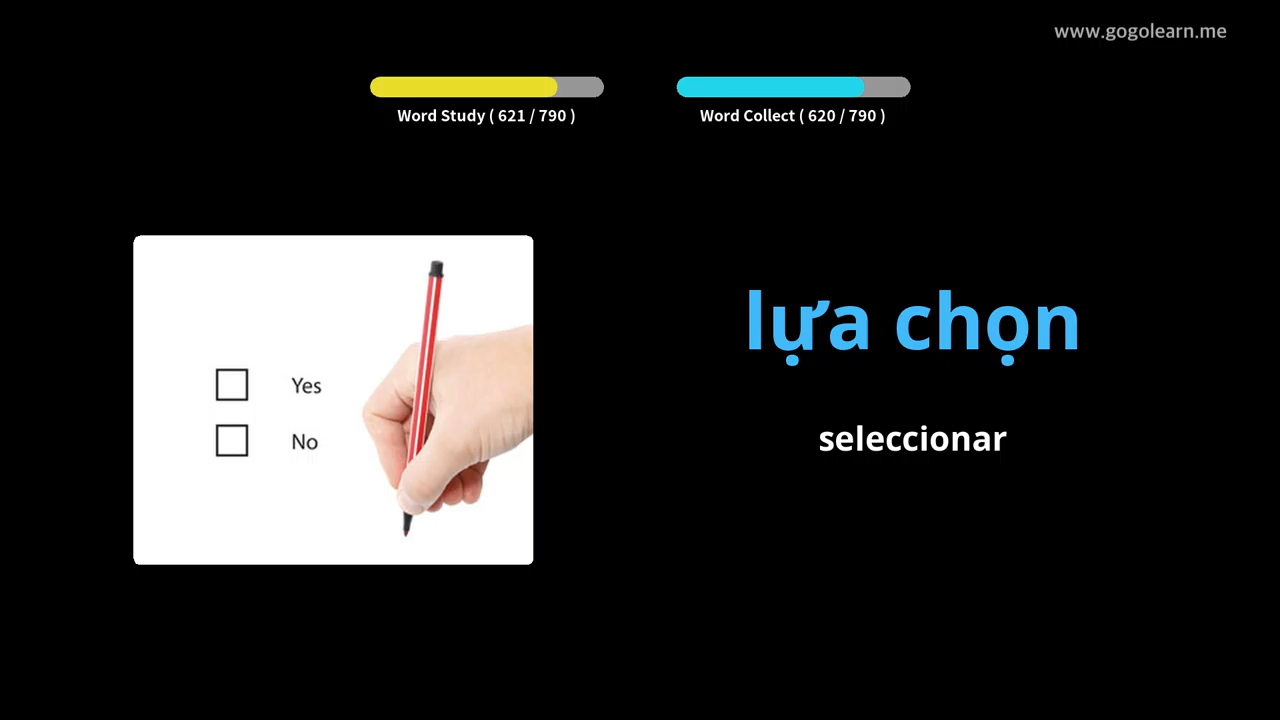 www.gogolearn.me
Word Study ( 621 / 790 )
Word Collect ( 620 / 790 )
Yes
No
lựa chọn
seleccionar